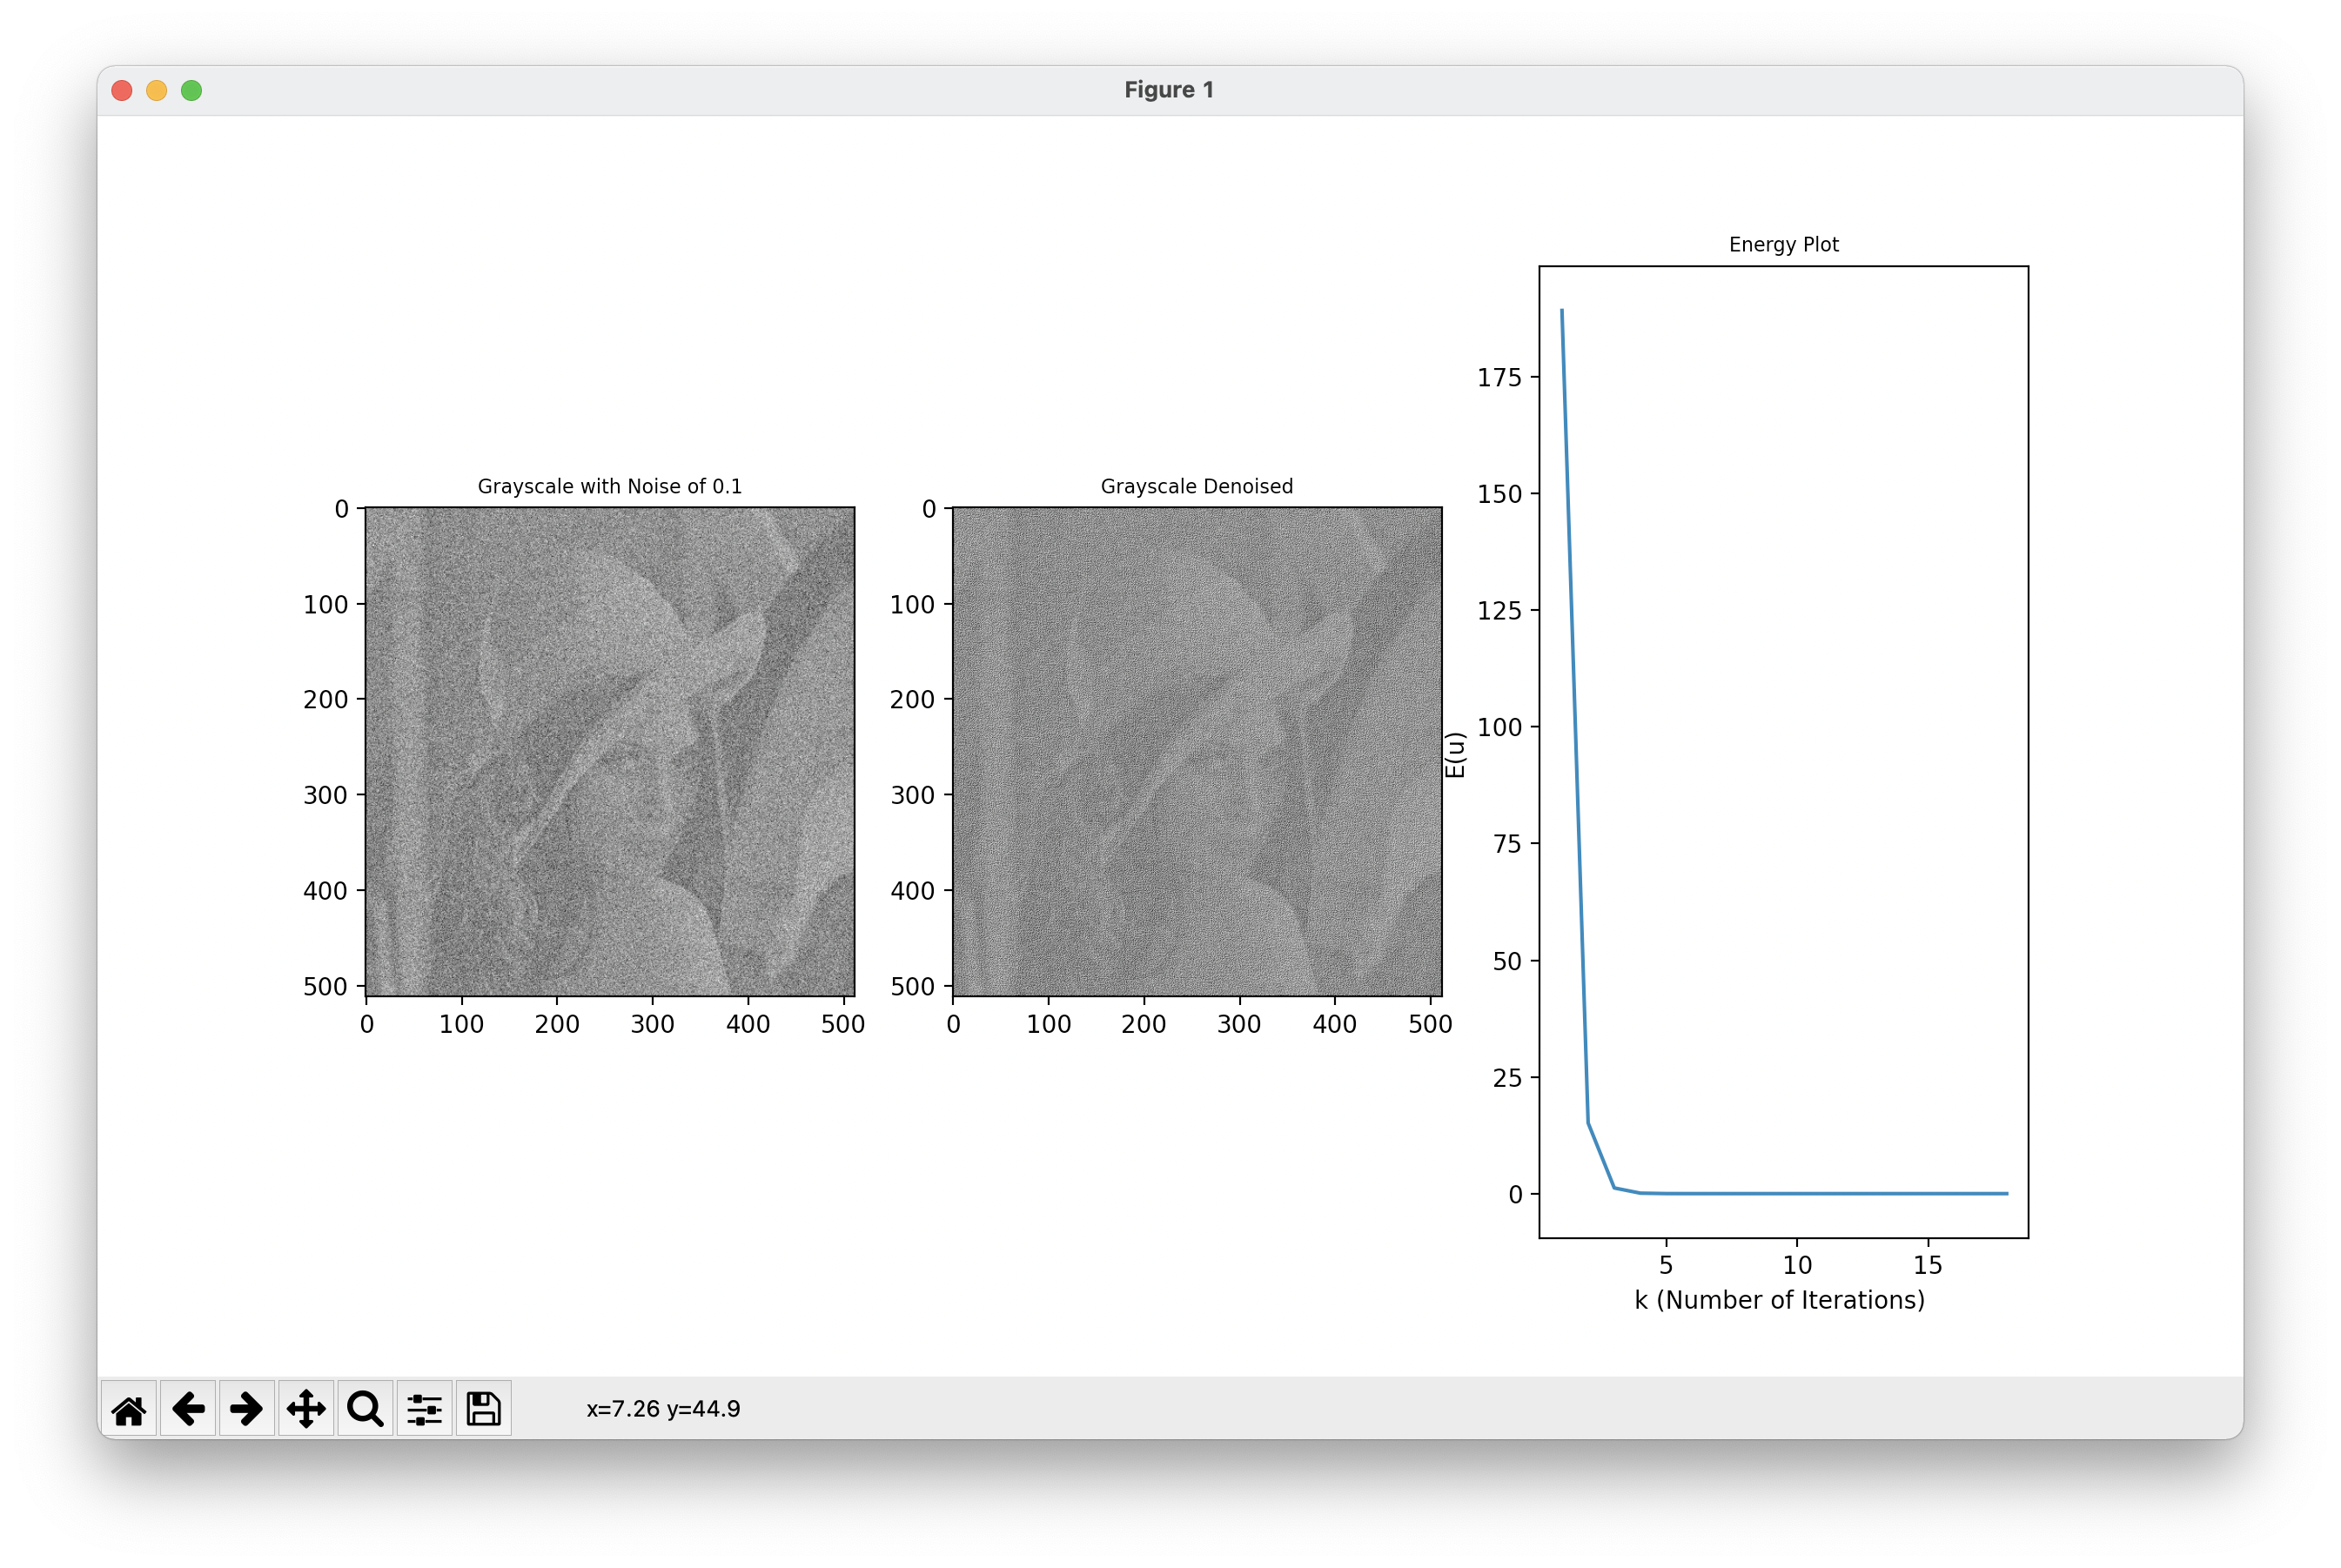 Figure 1
Grayscale with Noise of 0.1
0
100
200
300
400
500
0 100 200 300 400 500
Grayscale Denoised
0
100
200
300
400
500
0 100 200 300 400 500
Energy Plot
E(u)
175
150
125
100
75
50
25
0
5 10 15
k (Number of Iterations)
x=7.26 y=44.9